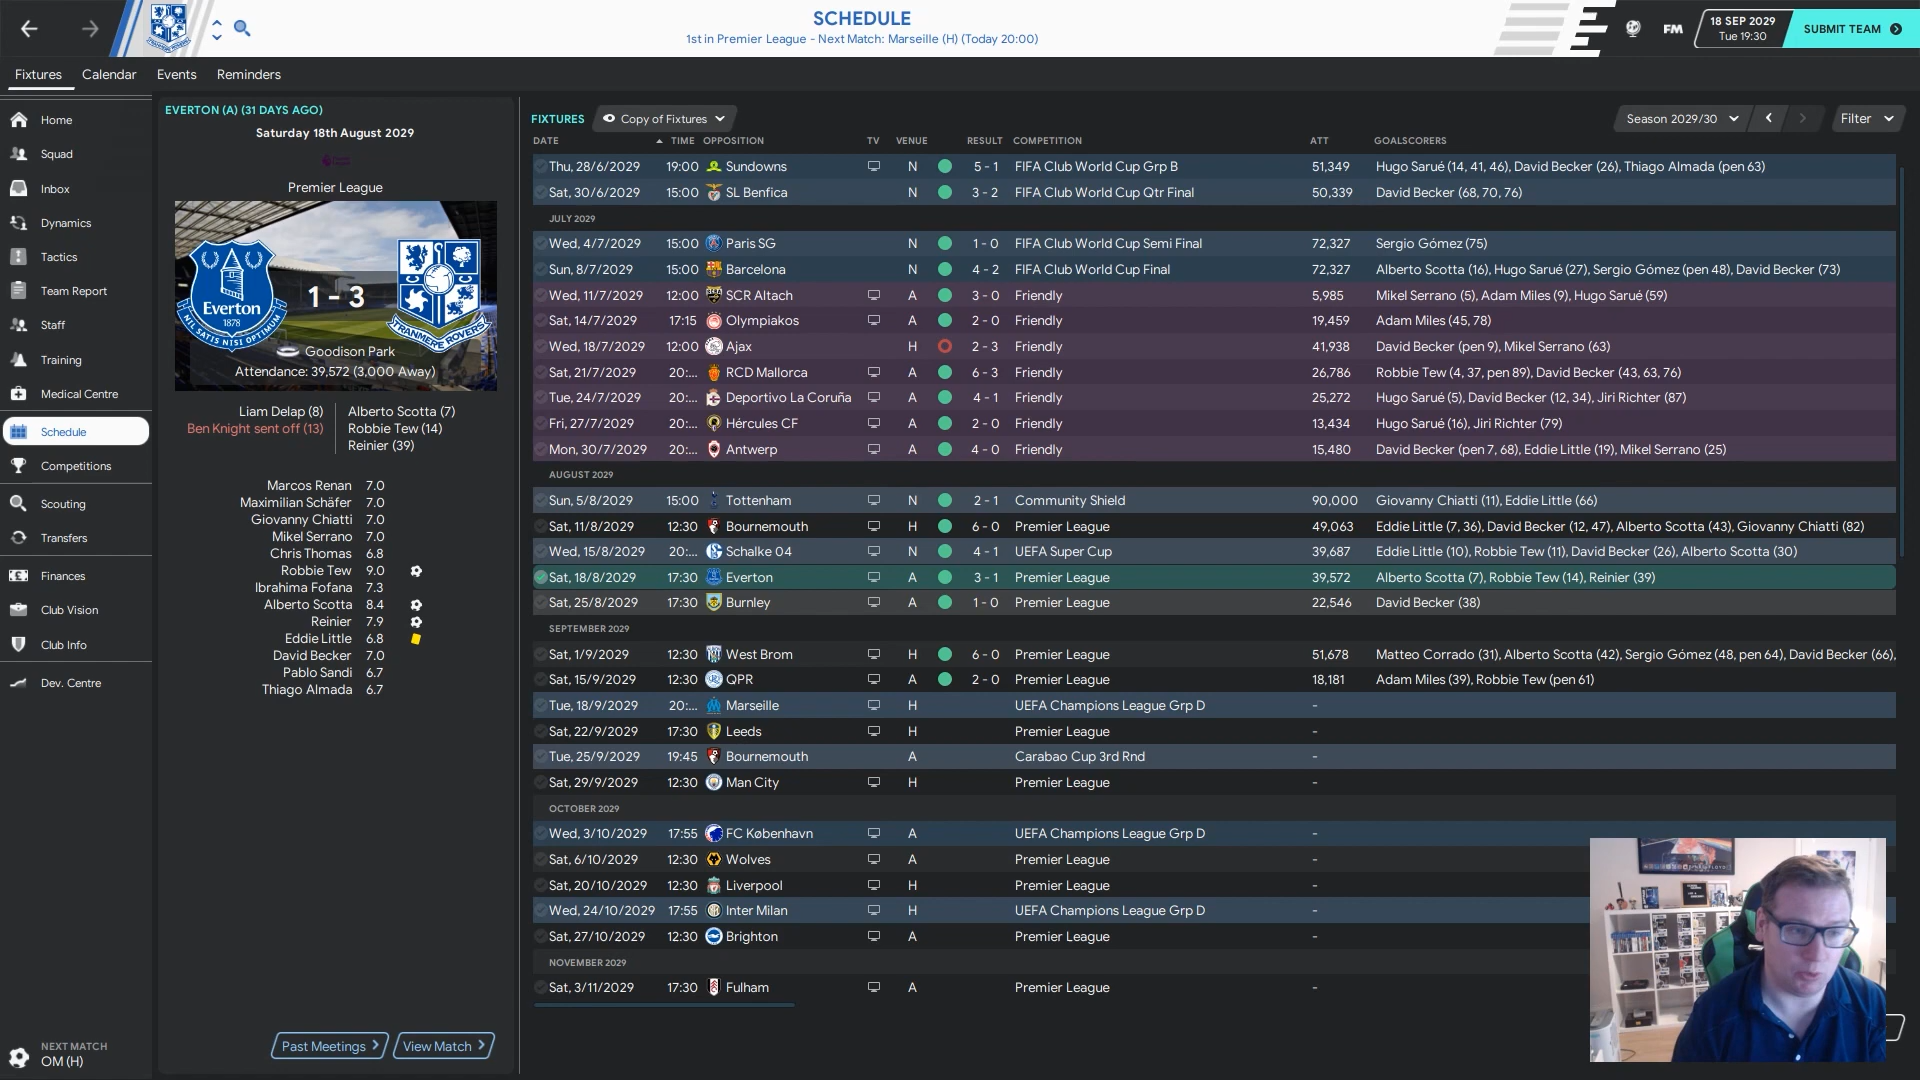 SCHEDULE
1st in Premier League - Next Match: Marseille (H) (Today 20:00)
FM
18 SEP 2029
Tue 19:30
SUBMIT TEAM
Fixtures Calendar Events Reminders
Home
Squad
Inbox
Dynamics
Tactics
Team Report
Staff
Training
Medical Centre
Schedule
Competitions
Scouting
Transfers
Finances
Club Vision
Club Info
Dev. Centre
NEXT MATCH
OM (H)
EVERTON (A) (31 DAYS AGO)
Saturday 18th August 2029
Premier League
Everton
1878
NIL SATIS NISI OPTIMUM
1 - 3
TRANMERE ROVERS
Goodison Park
Attendance: 39,572 (3,000 Away)
Liam Delap (8) Alberto Scotta (7)
Ben Knight sent off (13) Robbie Tew (14)
Reinier (39)
Marcos Renan 7.0
Maximilian Schäfer 7.0
Giovanny Chiatti 7.0
Mikel Serrano 7.0
Chris Thomas 6.8
Robbie Tew 9.0
Ibrahima Fofana 7.3
Alberto Scotta 8.4
Reinier 7.9
Eddie Little 6.8
David Becker 7.0
Pablo Sandi 6.7
Thiago Almada 6.7
Past Meetings View Match
FIXTURES Copy of Fixtures Season 2029/30 Filter
DATE TIME OPPOSITION TV VENUE RESULT COMPETITION ATT GOALSCORERS
Thu, 28/6/2029 19:00 Sundowns N 5 - 1 FIFA Club World Cup Grp B 51,349 Hugo Sarué (14, 41, 46), David Becker (26), Thiago Almada (pen 63)
Sat, 30/6/2029 15:00 SL Benfica N 3 - 2 FIFA Club World Cup Qtr Final 50,339 David Becker (68, 70, 76)
JULY 2029
Wed, 4/7/2029 15:00 Paris SG N 1 - 0 FIFA Club World Cup Semi Final 72,327 Sergio Gómez (75)
Sun, 8/7/2029 15:00 Barcelona N 4 - 2 FIFA Club World Cup Final 72,327 Alberto Scotta (16), Hugo Sarué (27), Sergio Gómez (pen 48), David Becker (73)
Wed, 11/7/2029 12:00 SCR Altach A 3 - 0 Friendly 5,985 Mikel Serrano (5), Adam Miles (9), Hugo Sarué (59)
Sat, 14/7/2029 17:15 Olympiakos A 2 - 0 Friendly 19,459 Adam Miles (45, 78)
Wed, 18/7/2029 12:00 Ajax H 2 - 3 Friendly 41,938 David Becker (pen 9), Mikel Serrano (63)
Sat, 21/7/2029 20:... RCD Mallorca A 6 - 3 Friendly 26,786 Robbie Tew (4, 37, pen 89), David Becker (43, 63, 76)
Tue, 24/7/2029 20:... Deportivo La Coruña A 4 - 1 Friendly 25,272 Hugo Sarué (5), David Becker (12, 34), Jiri Richter (87)
Fri, 27/7/2029 20:... Hércules CF A 2 - 0 Friendly 13,434 Hugo Sarué (16), Jiri Richter (79)
Mon, 30/7/2029 20:... Antwerp A 4 - 0 Friendly 15,480 David Becker (pen 7, 68), Eddie Little (19), Mikel Serrano (25)
AUGUST 2029
Sun, 5/8/2029 15:00 Tottenham N 2 - 1 Community Shield 90,000 Giovanny Chiatti (11), Eddie Little (66)
Sat, 11/8/2029 12:30 Bournemouth H 6 - 0 Premier League 49,063 Eddie Little (7, 36), David Becker (12, 47), Alberto Scotta (43), Giovanny Chiatti (82)
Wed, 15/8/2029 20:... Schalke 04 N 4 - 1 UEFA Super Cup 39,687 Eddie Little (10), Robbie Tew (11), David Becker (26), Alberto Scotta (30)
Sat, 18/8/2029 17:30 Everton A 3 - 1 Premier League 39,572 Alberto Scotta (7), Robbie Tew (14), Reinier (39)
Sat, 25/8/2029 17:30 Burnley A 1 - 0 Premier League 22,546 David Becker (38)
SEPTEMBER 2029
Sat, 1/9/2029 12:30 West Brom H 6 - 0 Premier League 51,678 Matteo Corrado (31), Alberto Scotta (42), Sergio Gómez (48, pen 64), David Becker (66),
Sat, 15/9/2029 12:30 QPR A 2 - 0 Premier League 18,181 Adam Miles (39), Robbie Tew (pen 61)
Tue, 18/9/2029 20:... Marseille H UEFA Champions League Grp D -
Sat, 22/9/2029 17:30 Leeds H Premier League -
Tue, 25/9/2029 19:45 Bournemouth A Carabao Cup 3rd Rnd -
Sat, 29/9/2029 12:30 Man City H Premier League -
OCTOBER 2029
Wed, 3/10/2029 17:55 FC København A UEFA Champions League Grp D -
Sat, 6/10/2029 12:30 Wolves A Premier League -
Sat, 20/10/2029 12:30 Liverpool H Premier League -
Wed, 24/10/2029 17:55 Inter Milan H UEFA Champions League Grp D -
Sat, 27/10/2029 12:30 Brighton A Premier League -
NOVEMBER 2029
Sat, 3/11/2029 17:30 Fulham A Premier League -